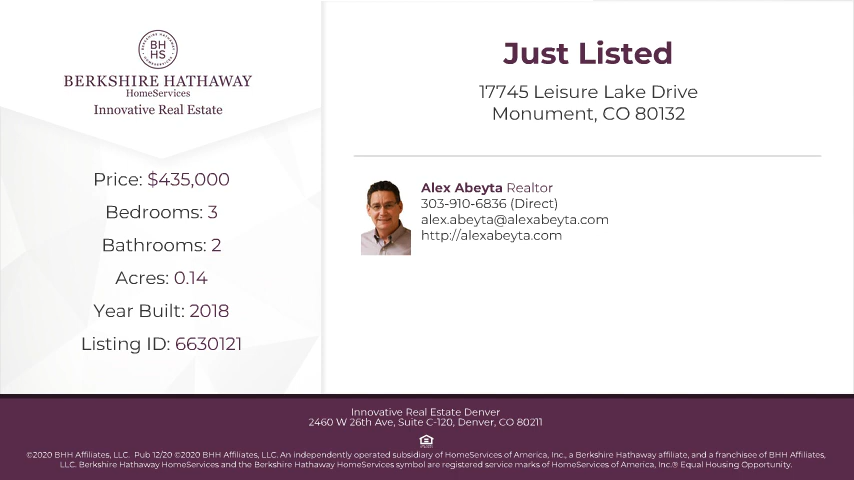 BH
HS
BERKSHIRE HATHAWAY
HomeServices
Innovative Real Estate
Price: $435,000
Bedrooms: 3
Bathrooms: 2
Acres: 0.14
Year Built: 2018
Listing ID: 6630121
Just Listed
17745 Leisure Lake Drive
Monument, CO 80132
Alex Abeyta Realtor
303-910-6836 (Direct)
alex.abeyta@alexabeyta.com
http://alexabeyta.com
Innovative Real Estate Denver
2460 W 26th Ave, Suite C-120, Denver, CO 80211
©2020 BHH Affiliates, LLC. Pub 12/20 ©2020 BHH Affiliates, LLC. An independently operated subsidiary of HomeServices of America, Inc., a Berkshire Hathaway affiliate, and a franchisee of BHH Affiliates,
LLC. Berkshire Hathaway HomeServices and the Berkshire Hathaway HomeServices symbol are registered service marks of HomeServices of America, Inc.® Equal Housing Opportunity.